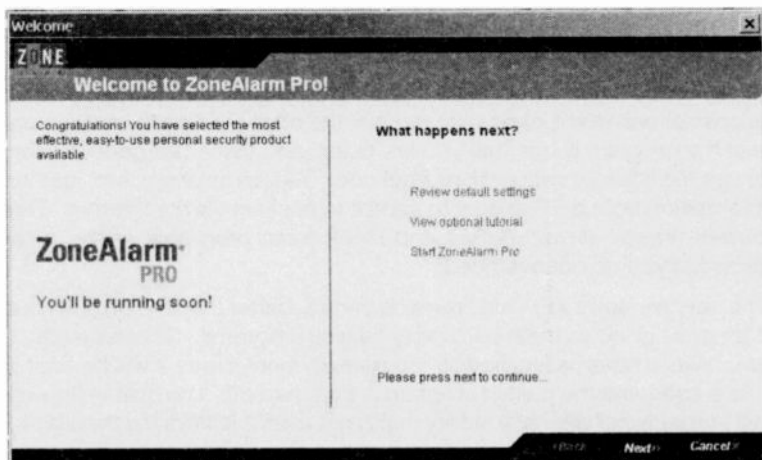 Welcome
ZONE
Welcome to ZoneAlarm Pro!
Congratulations! You have selected the most
effective, easy-to-use personal security product
available.
ZoneAlarm®
PRO
You'll be running soon!
What happens next?
Review default settings
View optional tutorial
Start ZoneAlarm Pro
Please press next to continue...
<Back
Next>
Cancel X